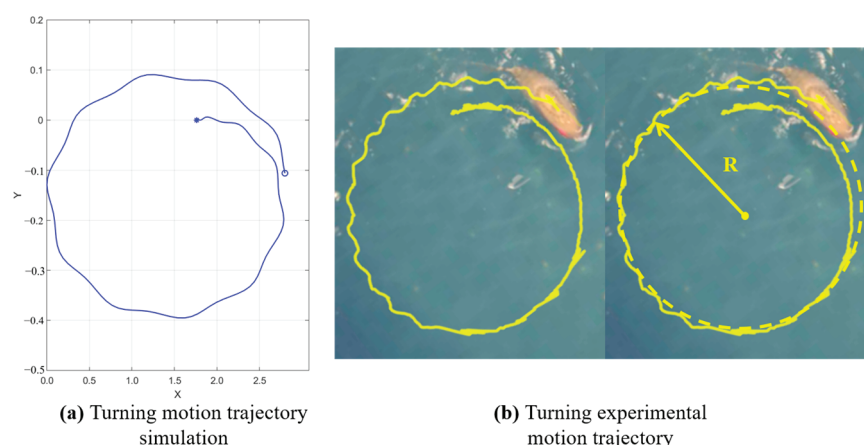 0.2
0.1
0
-0.1
-0.2
-0.3
-0.4
-0.5
Y
0.0 0.5 1.0 1.5 2.0 2.5
X
R
(a) Turning motion trajectory
simulation
(b) Turning experimental
motion trajectory